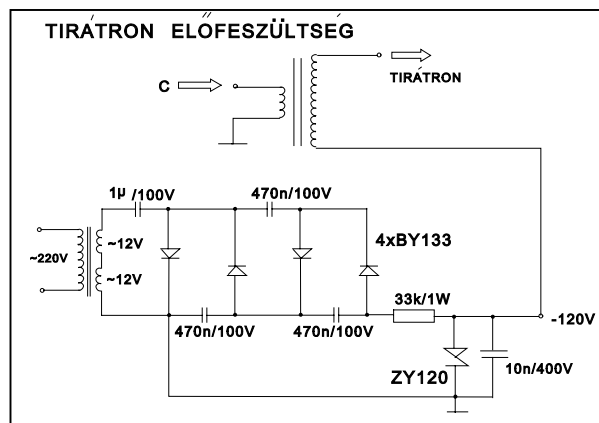 TIRÁTRON ELŐFESZÜLTSÉG
C
TIRÁTRON
1µ/100V
470n/100V
4xBY133
~220V
~12V
~12V
33k/1W
470n/100V
470n/100V
-120V
ZY120
10n/400V